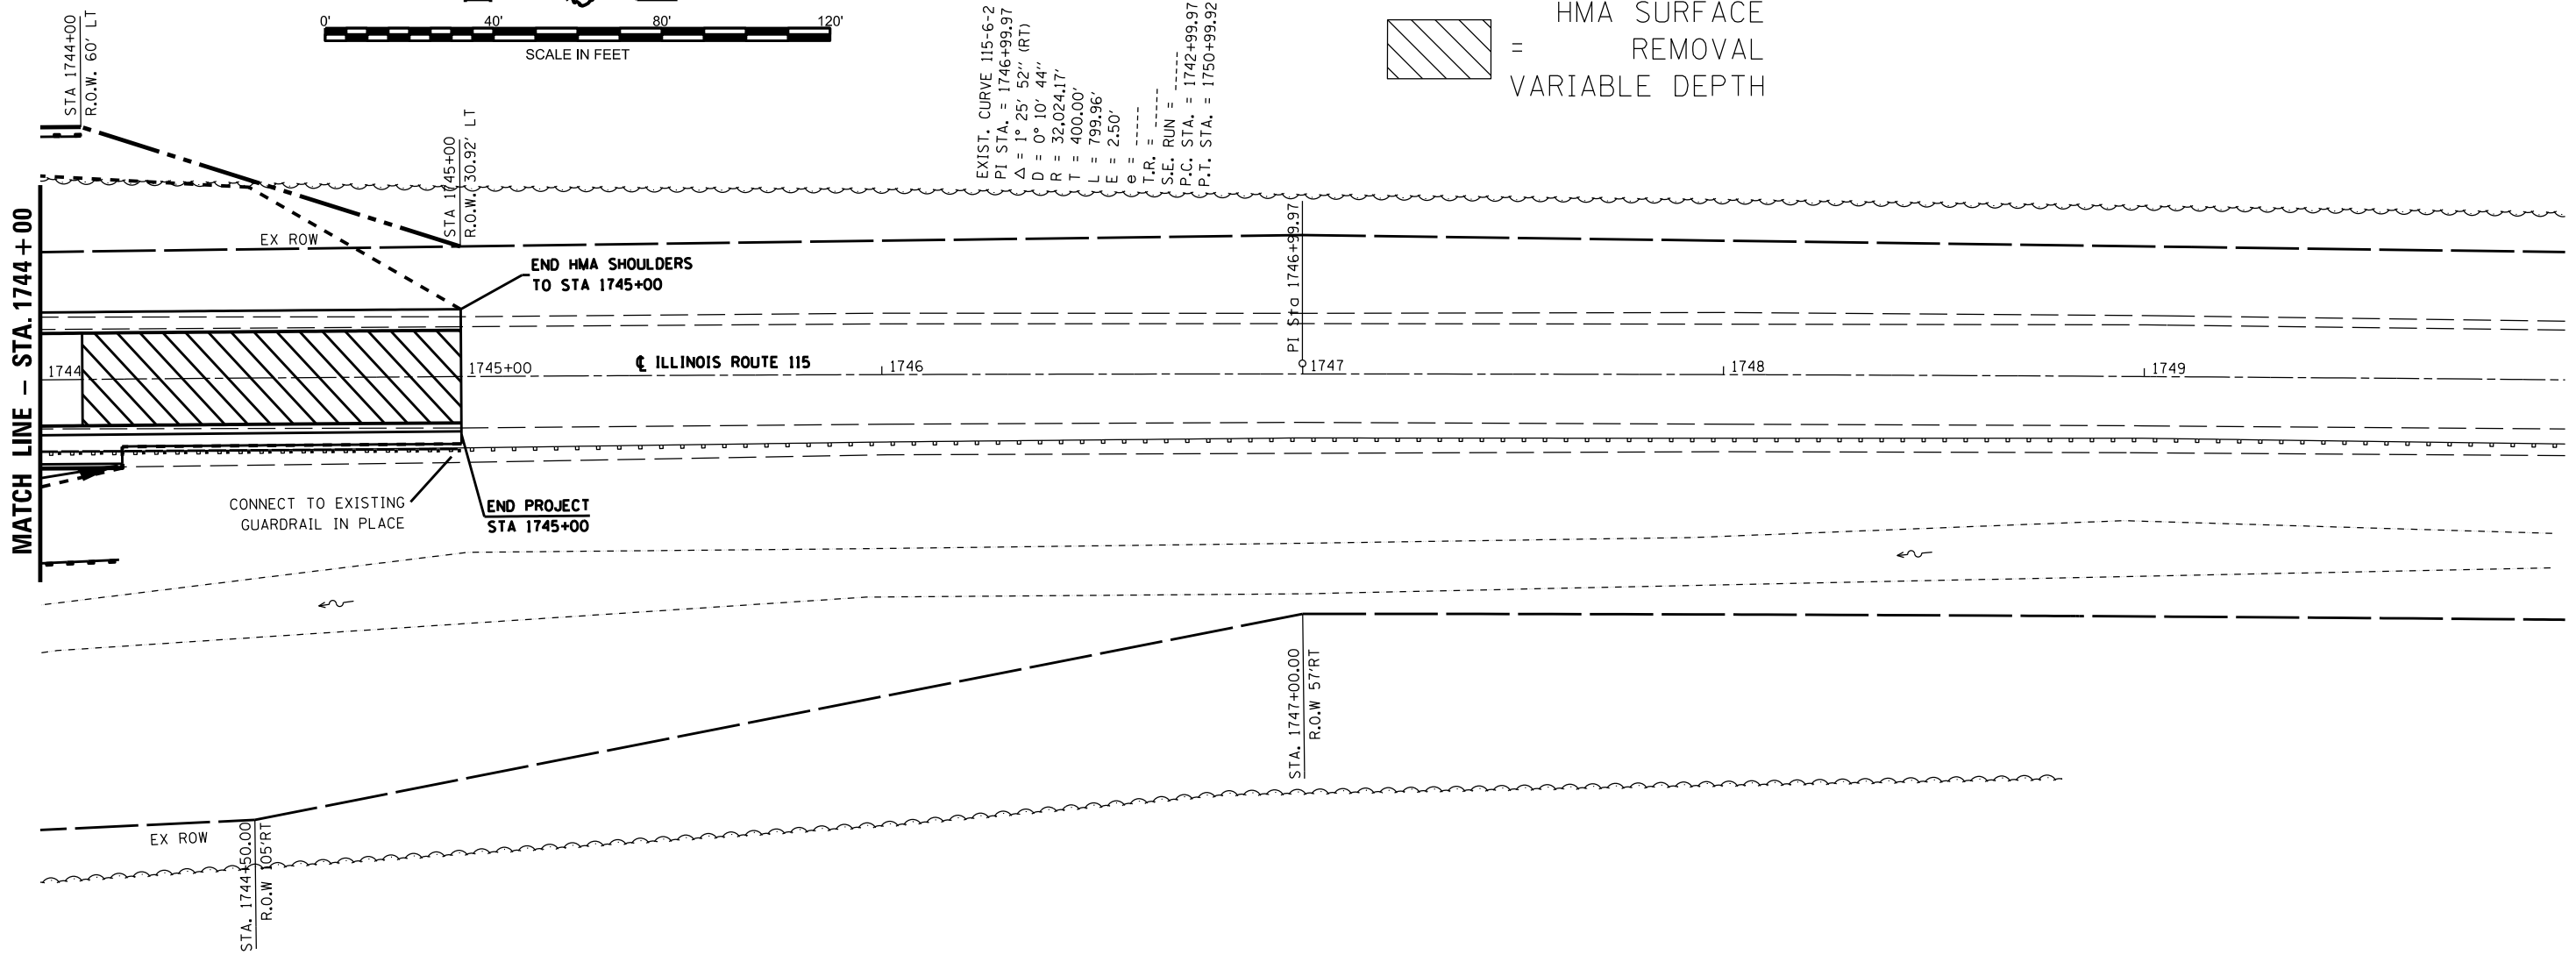 0' 40' 80' 120'
SCALE IN FEET
HMA SURFACE
= REMOVAL
VARIABLE DEPTH
STA 1744+00
R.O.W. 60' LT
STA 1745+00
R.O.W. 30.92' LT
EXIST. CURVE 115-6-2
PI STA. = 1746+99.97
Δ = 1° 25' 52" (RT)
D = 0° 10' 44"
R = 32,024.17'
T = 400.00'
L = 799.96'
E = 2.50'
e = -----
T.R. = -----
S.E. RUN = -----
P.C. STA. = 1742+99.97
P.T. STA. = 1750+99.92
MATCH LINE - STA. 1744+00
EX ROW
END HMA SHOULDERS
TO STA 1745+00
PI Sta 1746+99.97
1744
1745+00
℄ ILLINOIS ROUTE 115
1746
1747
1748
1749
CONNECT TO EXISTING
GUARDRAIL IN PLACE
END PROJECT
STA 1745+00
STA. 1747+00.00
R.O.W 57'RT
EX ROW
STA. 1744+50.00
R.O.W 105'RT